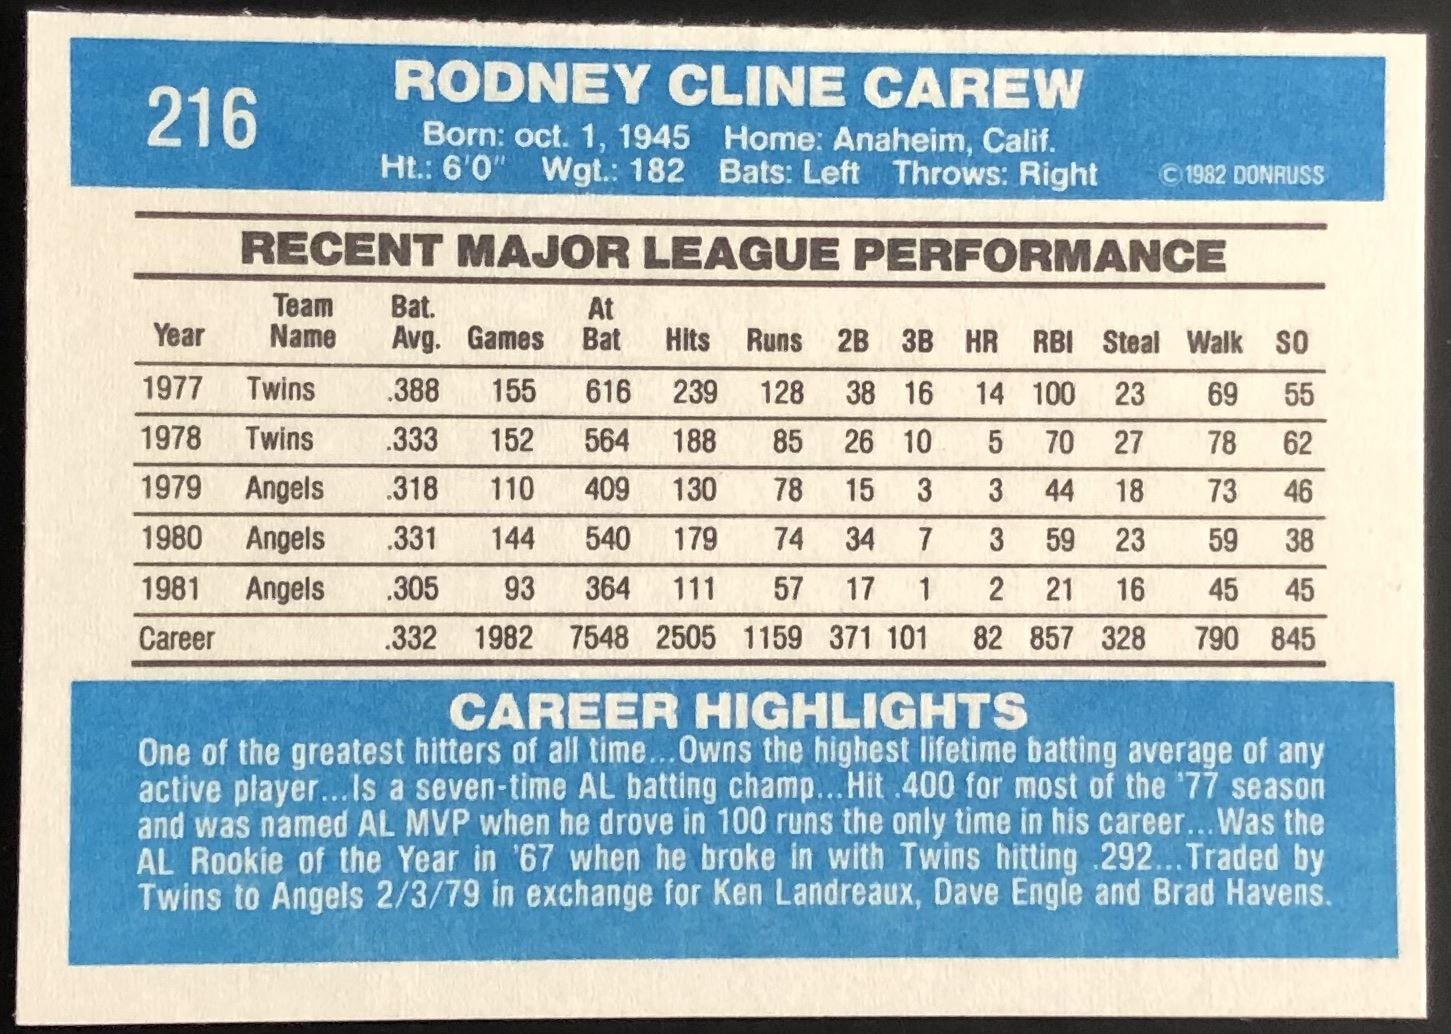 216
RODNEY CLINE CAREW
Born: oct. 1, 1945 Home: Anaheim, Calif.
Ht.: 6'0" Wgt.: 182 Bats: Left Throws: Right ©1982 DONRUSS
RECENT MAJOR LEAGUE PERFORMANCE
Year Team Name Bat. Avg. Games At Bat Hits Runs 2B 3B HR RBI Steal Walk SO
1977 Twins .388 155 616 239 128 38 16 14 100 23 69 55
1978 Twins .333 152 564 188 85 26 10 5 70 27 78 62
1979 Angels .318 110 409 130 78 15 3 3 44 18 73 46
1980 Angels .331 144 540 179 74 34 7 3 59 23 59 38
1981 Angels .305 93 364 111 57 17 1 2 21 16 45 45
Career .332 1982 7548 2505 1159 371 101 82 857 328 790 845
CAREER HIGHLIGHTS
One of the greatest hitters of all time...Owns the highest lifetime batting average of any
active player...Is a seven-time AL batting champ...Hit .400 for most of the '77 season
and was named AL MVP when he drove in 100 runs the only time in his career...Was the
AL Rookie of the Year in '67 when he broke in with Twins hitting .292...Traded by
Twins to Angels 2/3/79 in exchange for Ken Landreaux, Dave Engle and Brad Havens.